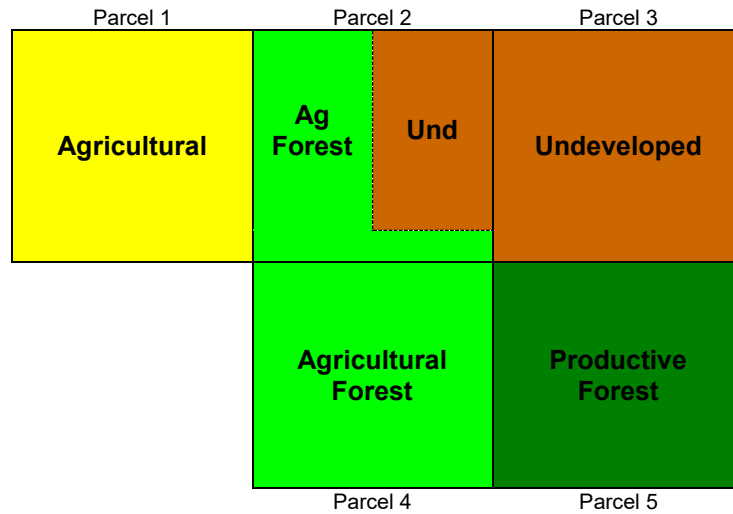 Parcel 1
Parcel 2
Parcel 3
Agricultural
Ag
Forest
Und
Undeveloped
Agricultural
Forest
Productive
Forest
Parcel 4
Parcel 5